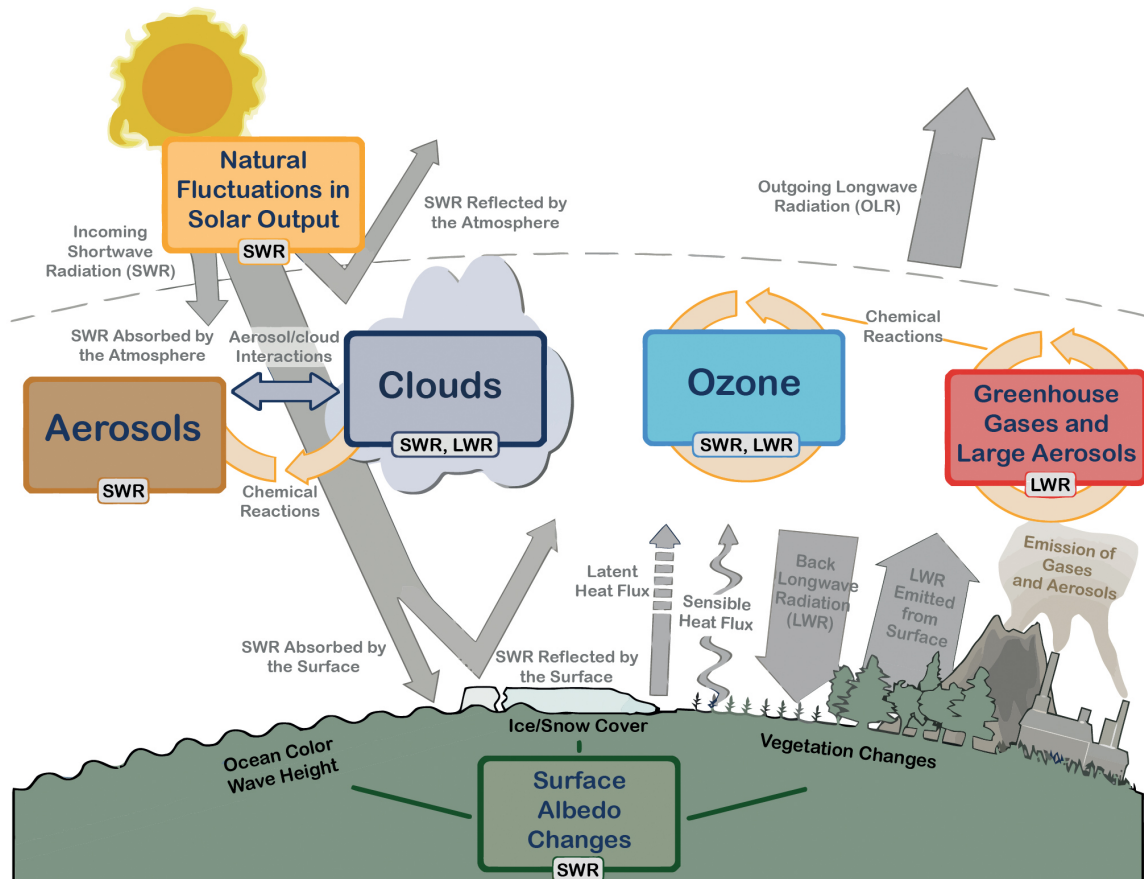 Natural
Fluctuations in
Solar Output
SWR
Incoming
Shortwave
Radiation (SWR)
SWR Reflected by
the Atmosphere
Outgoing Longwave
Radiation (OLR)
SWR Absorbed by
the Atmosphere
Aerosol/cloud
Interactions
Chemical
Reactions
Aerosols
SWR
Clouds
SWR, LWR
Ozone
SWR, LWR
Greenhouse
Gases and
Large Aerosols
LWR
Chemical
Reactions
Emission of
Gases
and Aerosols
Latent
Heat Flux
Sensible
Heat Flux
Back
Longwave
Radiation
(LWR)
LWR
Emitted
from
Surface
SWR Absorbed by
the Surface
SWR Reflected by
the Surface
Ice/Snow Cover
Ocean Color
Wave Height
Vegetation Changes
Surface
Albedo
Changes
SWR